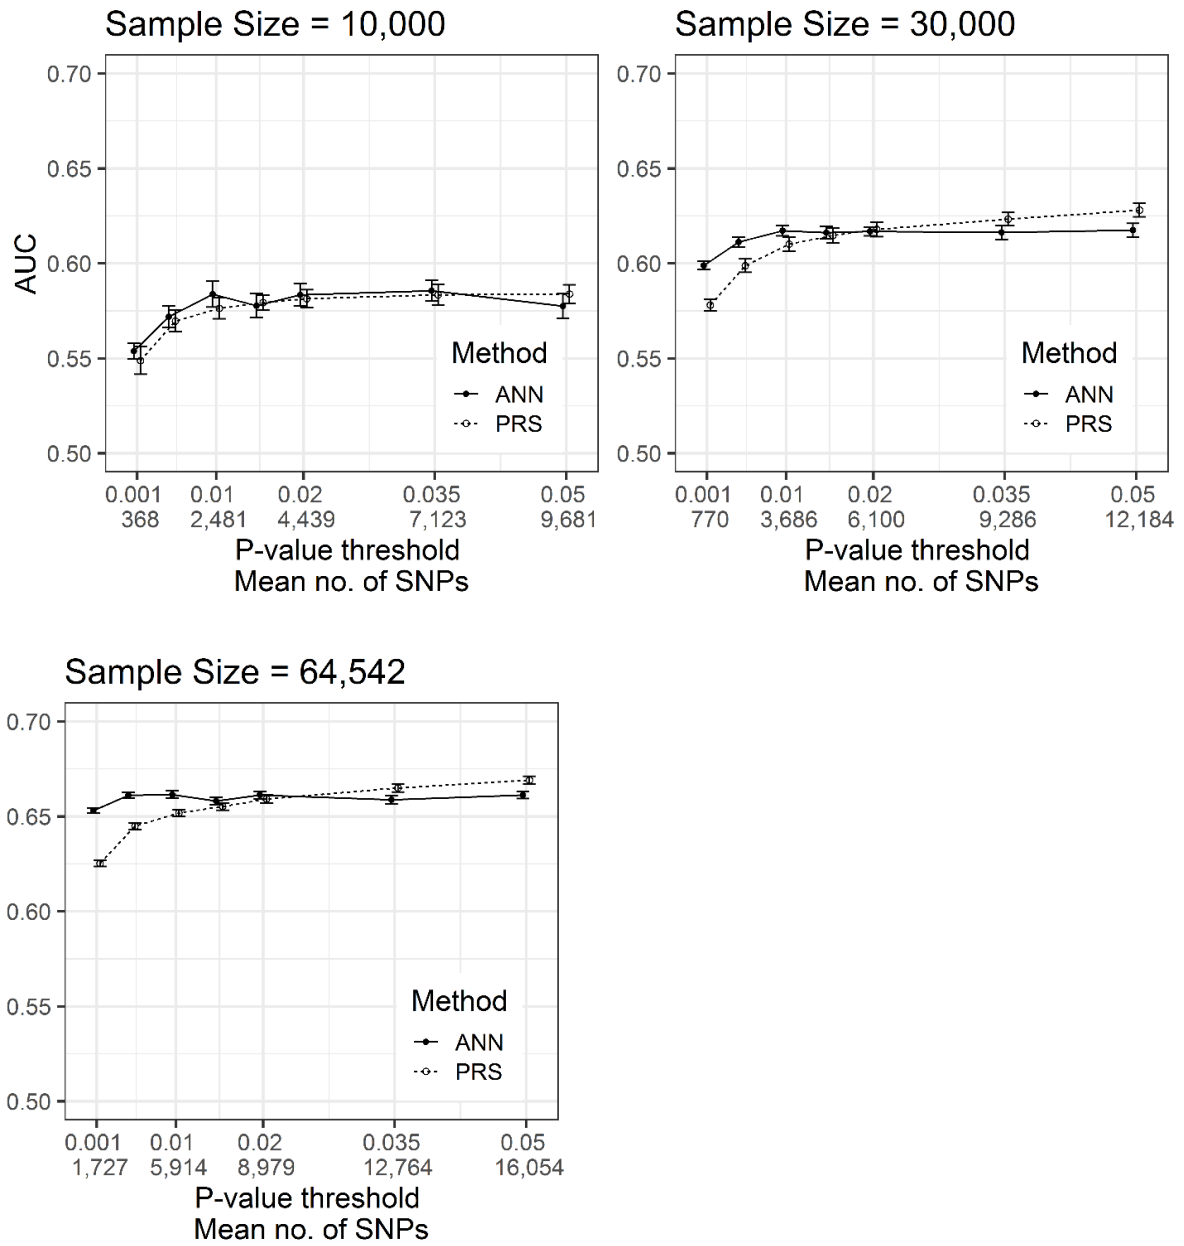 Sample Size = 10,000
0.70
0.65
0.60
0.55
0.50
AUC
Method
ANN
PRS
0.001 0.01 0.02 0.035 0.05
368 2,481 4,439 7,123 9,681
P-value threshold
Mean no. of SNPs
Sample Size = 30,000
0.70
0.65
0.60
0.55
0.50
Method
ANN
PRS
0.001 0.01 0.02 0.035 0.05
770 3,686 6,100 9,286 12,184
P-value threshold
Mean no. of SNPs
Sample Size = 64,542
0.70
0.65
0.60
0.55
0.50
Method
ANN
PRS
0.001 0.01 0.02 0.035 0.05
1,727 5,914 8,979 12,764 16,054
P-value threshold
Mean no. of SNPs